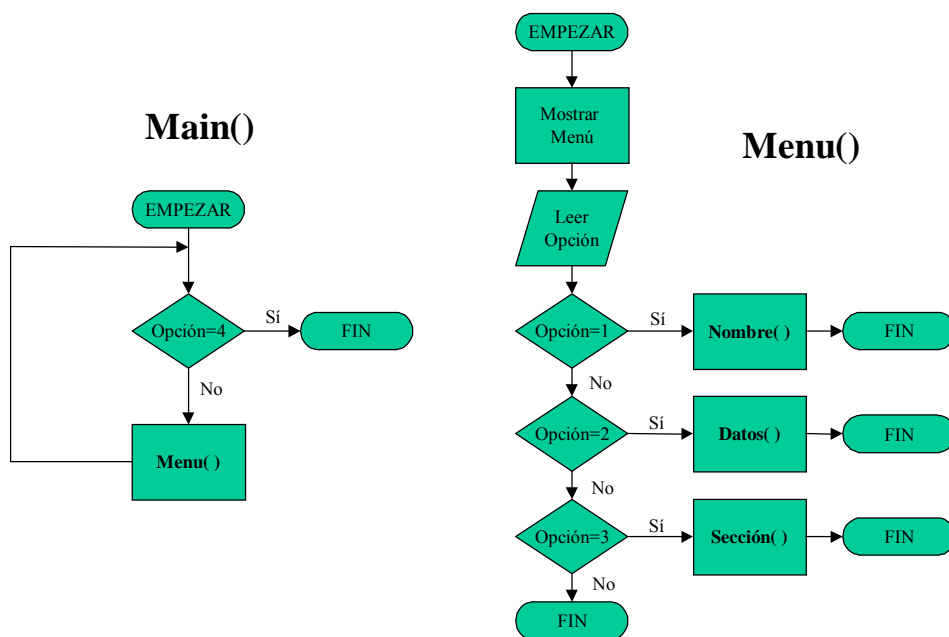 Main()
EMPEZAR
Opción=4
Sí
FIN
No
Menu( )
Menu()
EMPEZAR
Mostrar
Menú
Leer
Opción
Opción=1
Sí
Nombre( )
FIN
No
Opción=2
Sí
Datos( )
FIN
No
Opción=3
Sí
Sección( )
FIN
No
FIN